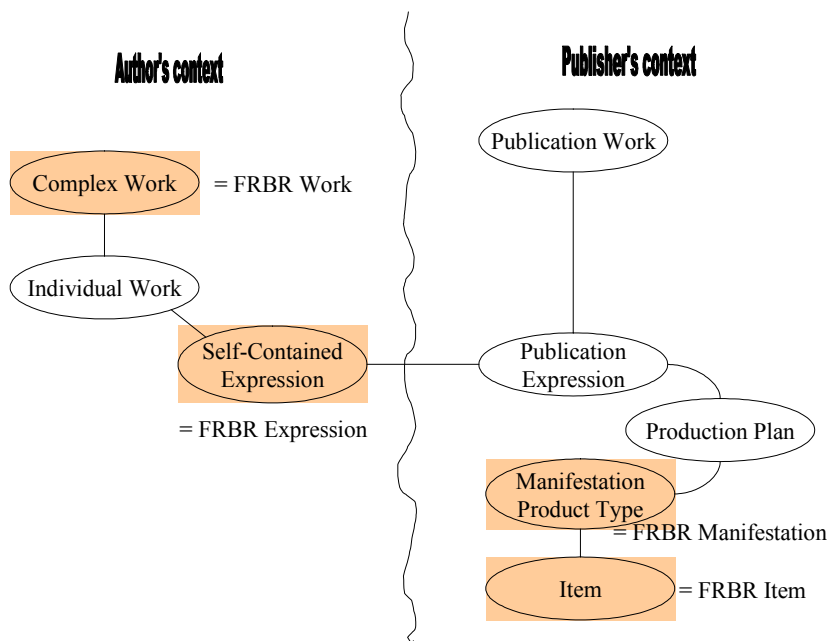 Author's context
Publisher's context
Publication Work
Complex Work
= FRBR Work
Individual Work
Self-Contained
Expression
= FRBR Expression
Publication
Expression
Production Plan
Manifestation
Product Type
= FRBR Manifestation
Item
= FRBR Item